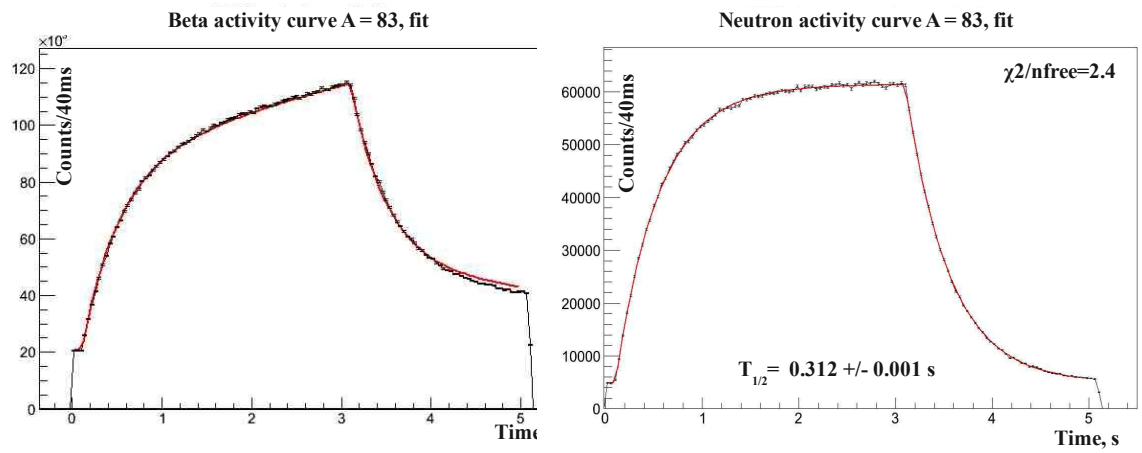 Beta activity curve A = 83, fit
×10³
Counts/40ms
120
100
80
60
40
20
0
0 1 2 3 4 5
Time
Neutron activity curve A = 83, fit
χ2/nfree=2.4
Counts/40ms
60000
50000
40000
30000
20000
10000
0
T1/2= 0.312 +/- 0.001 s
0 1 2 3 4 5
Time, s